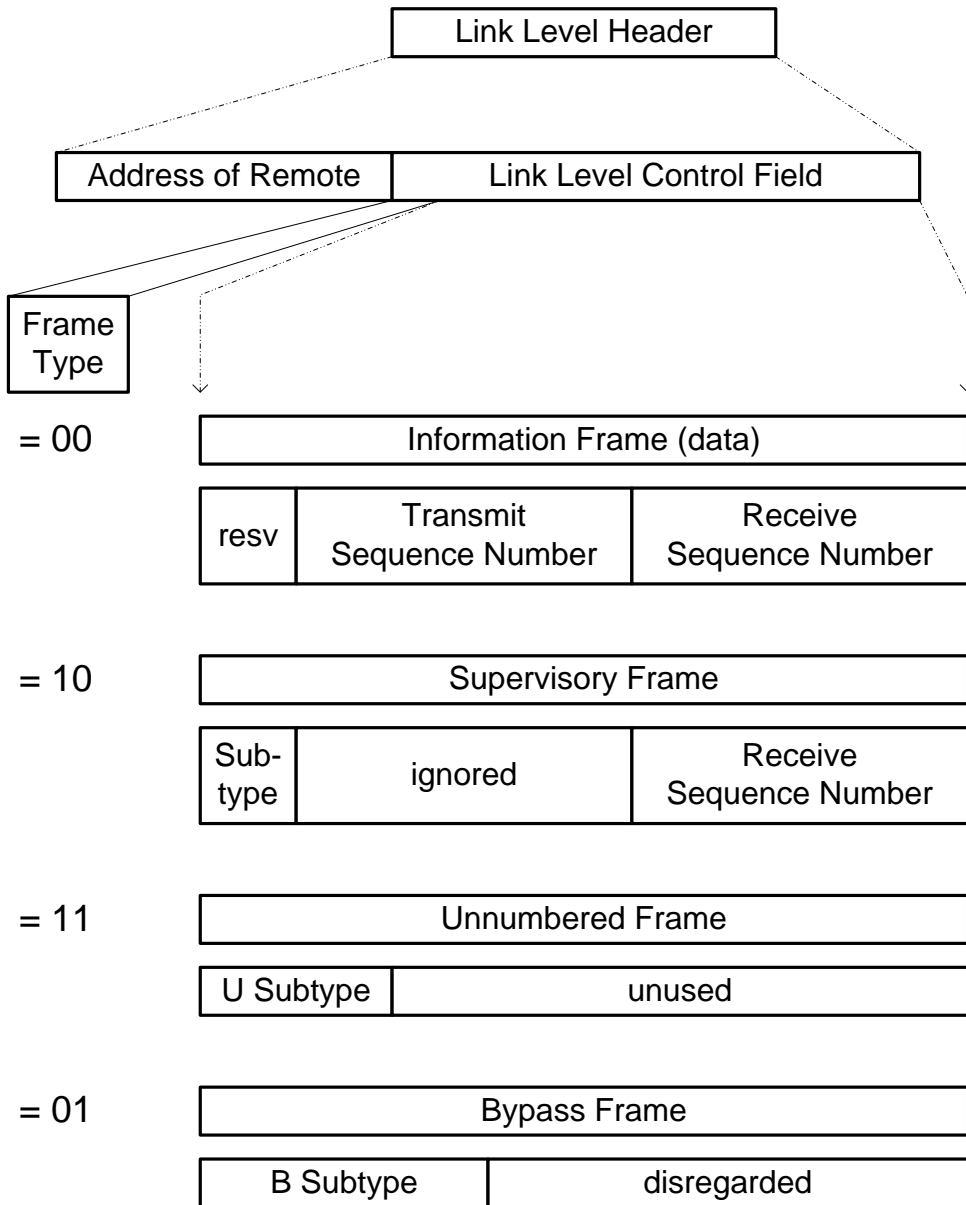 Link Level Header
Address of Remote
Link Level Control Field
Frame
Type
= 00
Information Frame (data)
resv
Transmit
Sequence Number
Receive
Sequence Number
= 10
Supervisory Frame
Sub-
type
ignored
Receive
Sequence Number
= 11
Unnumbered Frame
U Subtype
unused
= 01
Bypass Frame
B Subtype
disregarded